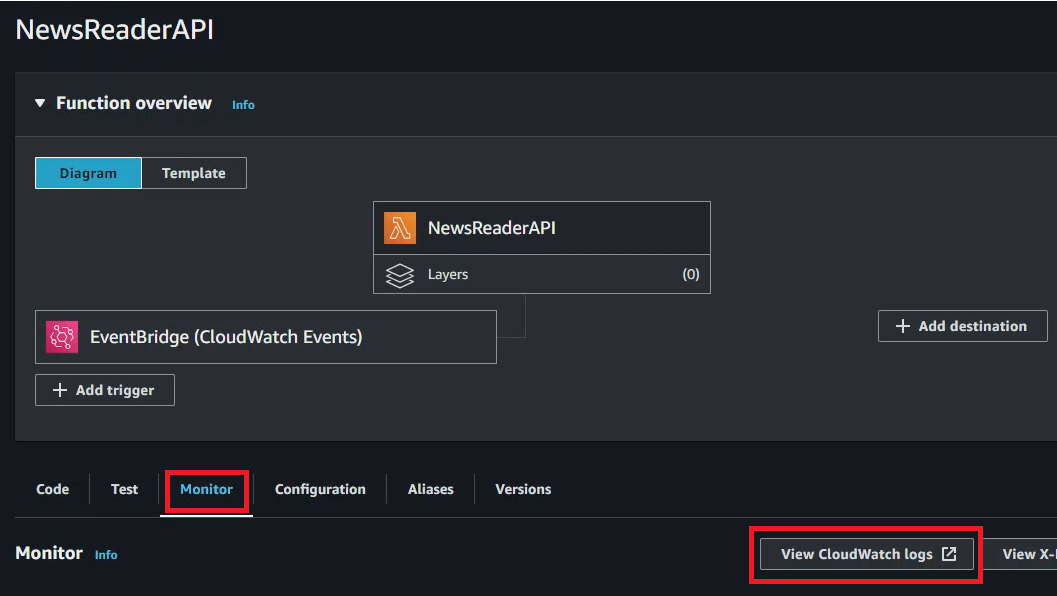 NewsReaderAPI
Function overview Info
Diagram Template
NewsReaderAPI
Layers (0)
EventBridge (CloudWatch Events)
Add destination
Add trigger
Code Test Monitor Configuration Aliases Versions
Monitor Info View CloudWatch logs View